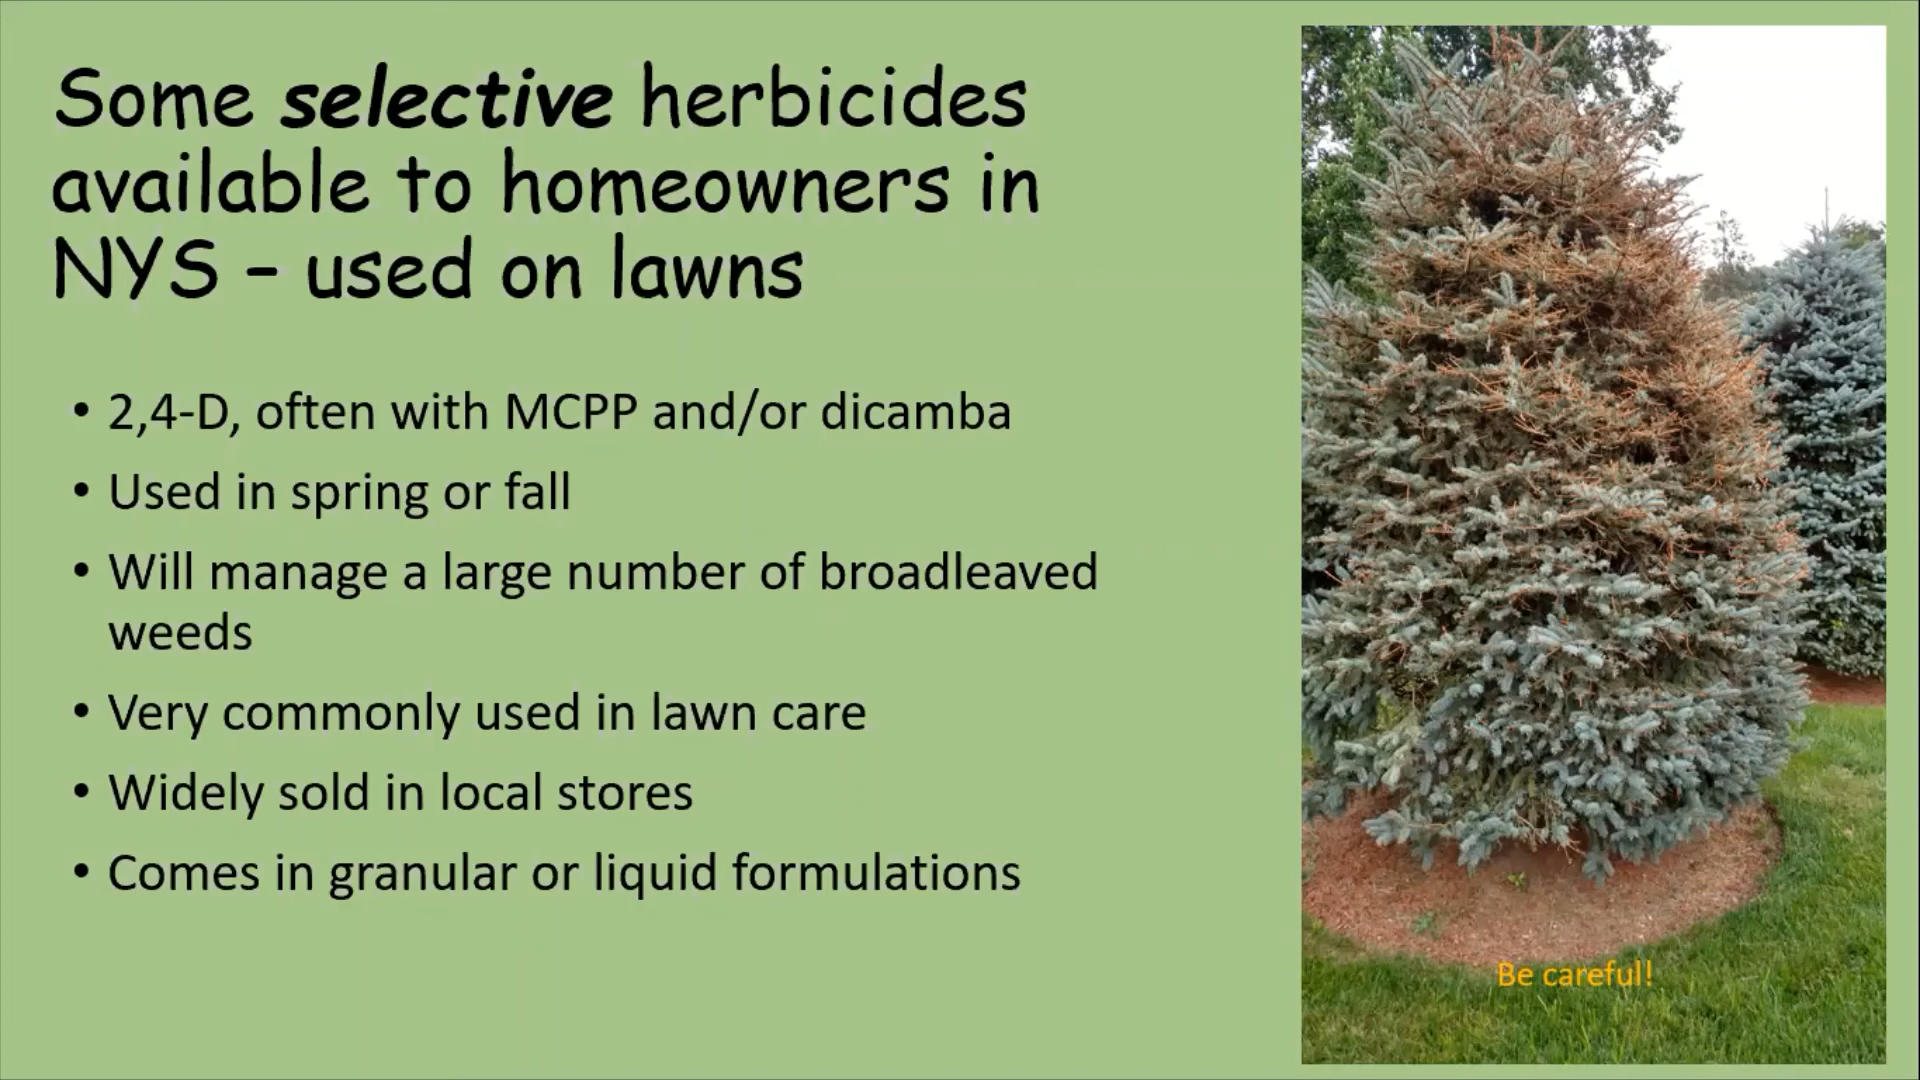 Some selective herbicides
available to homeowners in
NYS – used on lawns
• 2,4-D, often with MCPP and/or dicamba
• Used in spring or fall
• Will manage a large number of broadleaved
weeds
• Very commonly used in lawn care
• Widely sold in local stores
• Comes in granular or liquid formulations
Be careful!